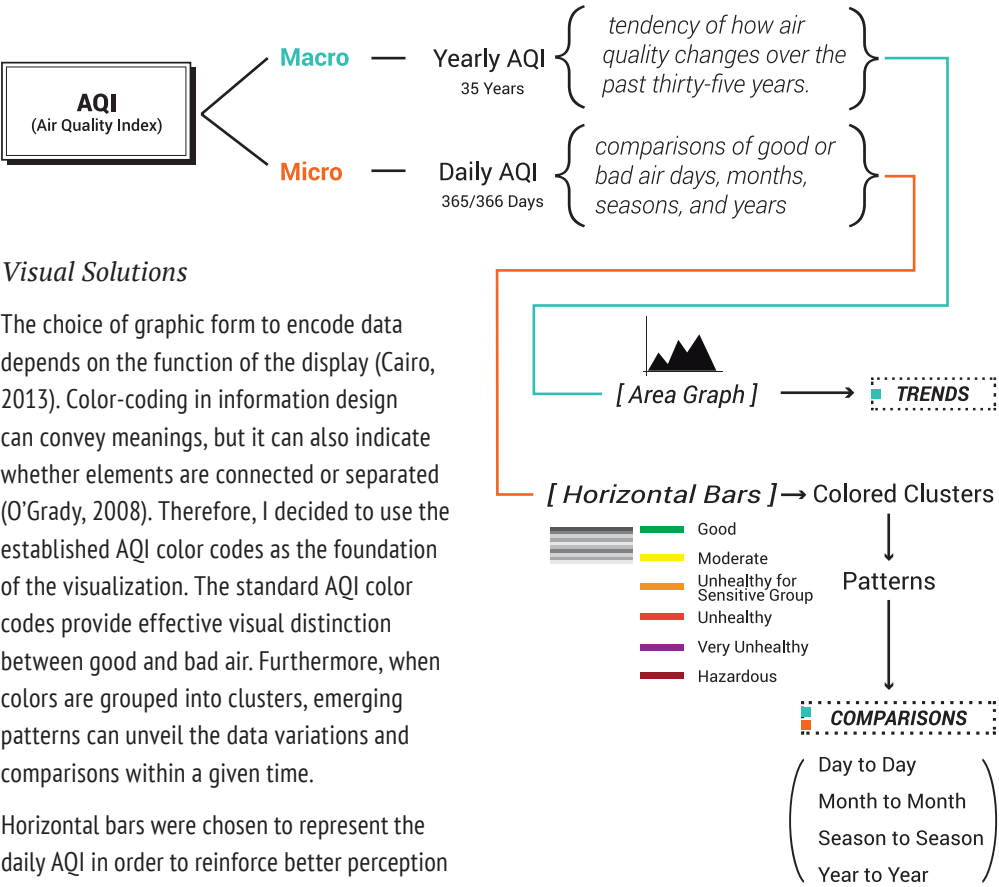 AQI
(Air Quality Index)
Macro
Yearly AQI
35 Years
tendency of how air
quality changes over the
past thirty-five years.
Micro
Daily AQI
365/366 Days
comparisons of good or
bad air days, months,
seasons, and years
Visual Solutions
The choice of graphic form to encode data
depends on the function of the display (Cairo,
2013). Color-coding in information design
can convey meanings, but it can also indicate
whether elements are connected or separated
(O'Grady, 2008). Therefore, I decided to use the
established AQI color codes as the foundation
of the visualization. The standard AQI color
codes provide effective visual distinction
between good and bad air. Furthermore, when
colors are grouped into clusters, emerging
patterns can unveil the data variations and
comparisons within a given time.
Horizontal bars were chosen to represent the
daily AQI in order to reinforce better perception
[ Area Graph ]
TRENDS
[ Horizontal Bars ]
Colored Clusters
Good
Moderate
Unhealthy for
Sensitive Group
Unhealthy
Very Unhealthy
Hazardous
Patterns
COMPARISONS
Day to Day
Month to Month
Season to Season
Year to Year